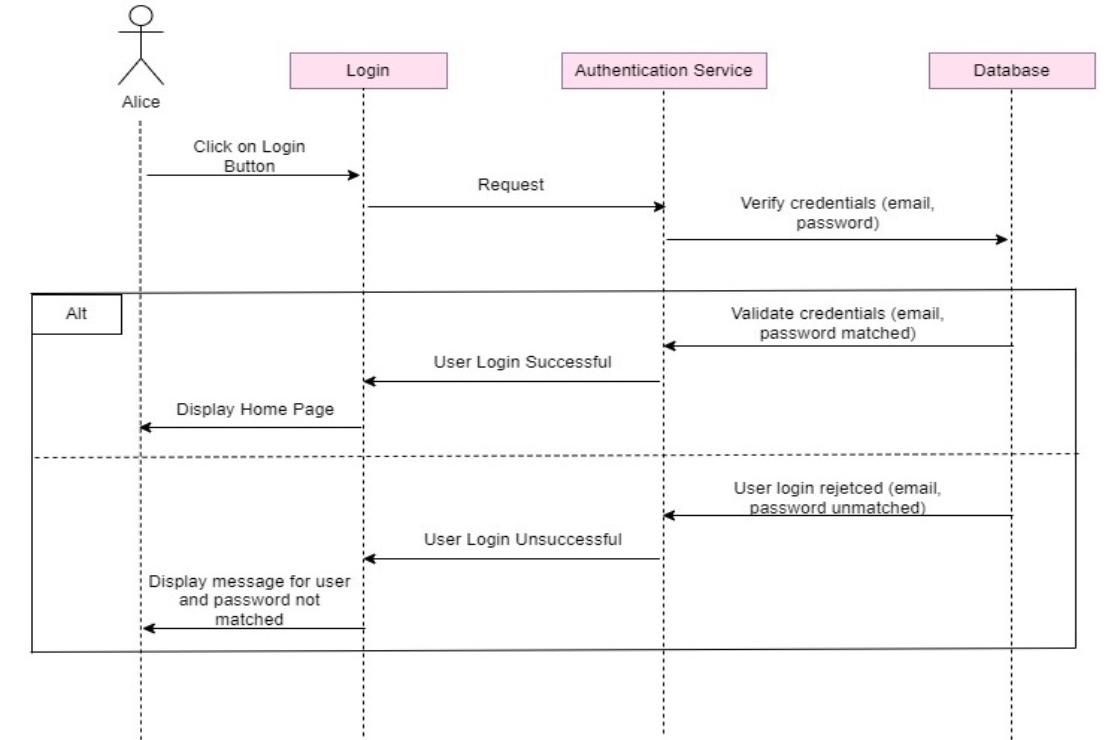 Alice
Login
Authentication Service
Database
Click on Login
Button
Request
Verify credentials (email,
password)
Alt
Validate credentials (email,
password matched)
User Login Successful
Display Home Page
User login rejetced (email,
password unmatched)
User Login Unsuccessful
Display message for user
and password not
matched